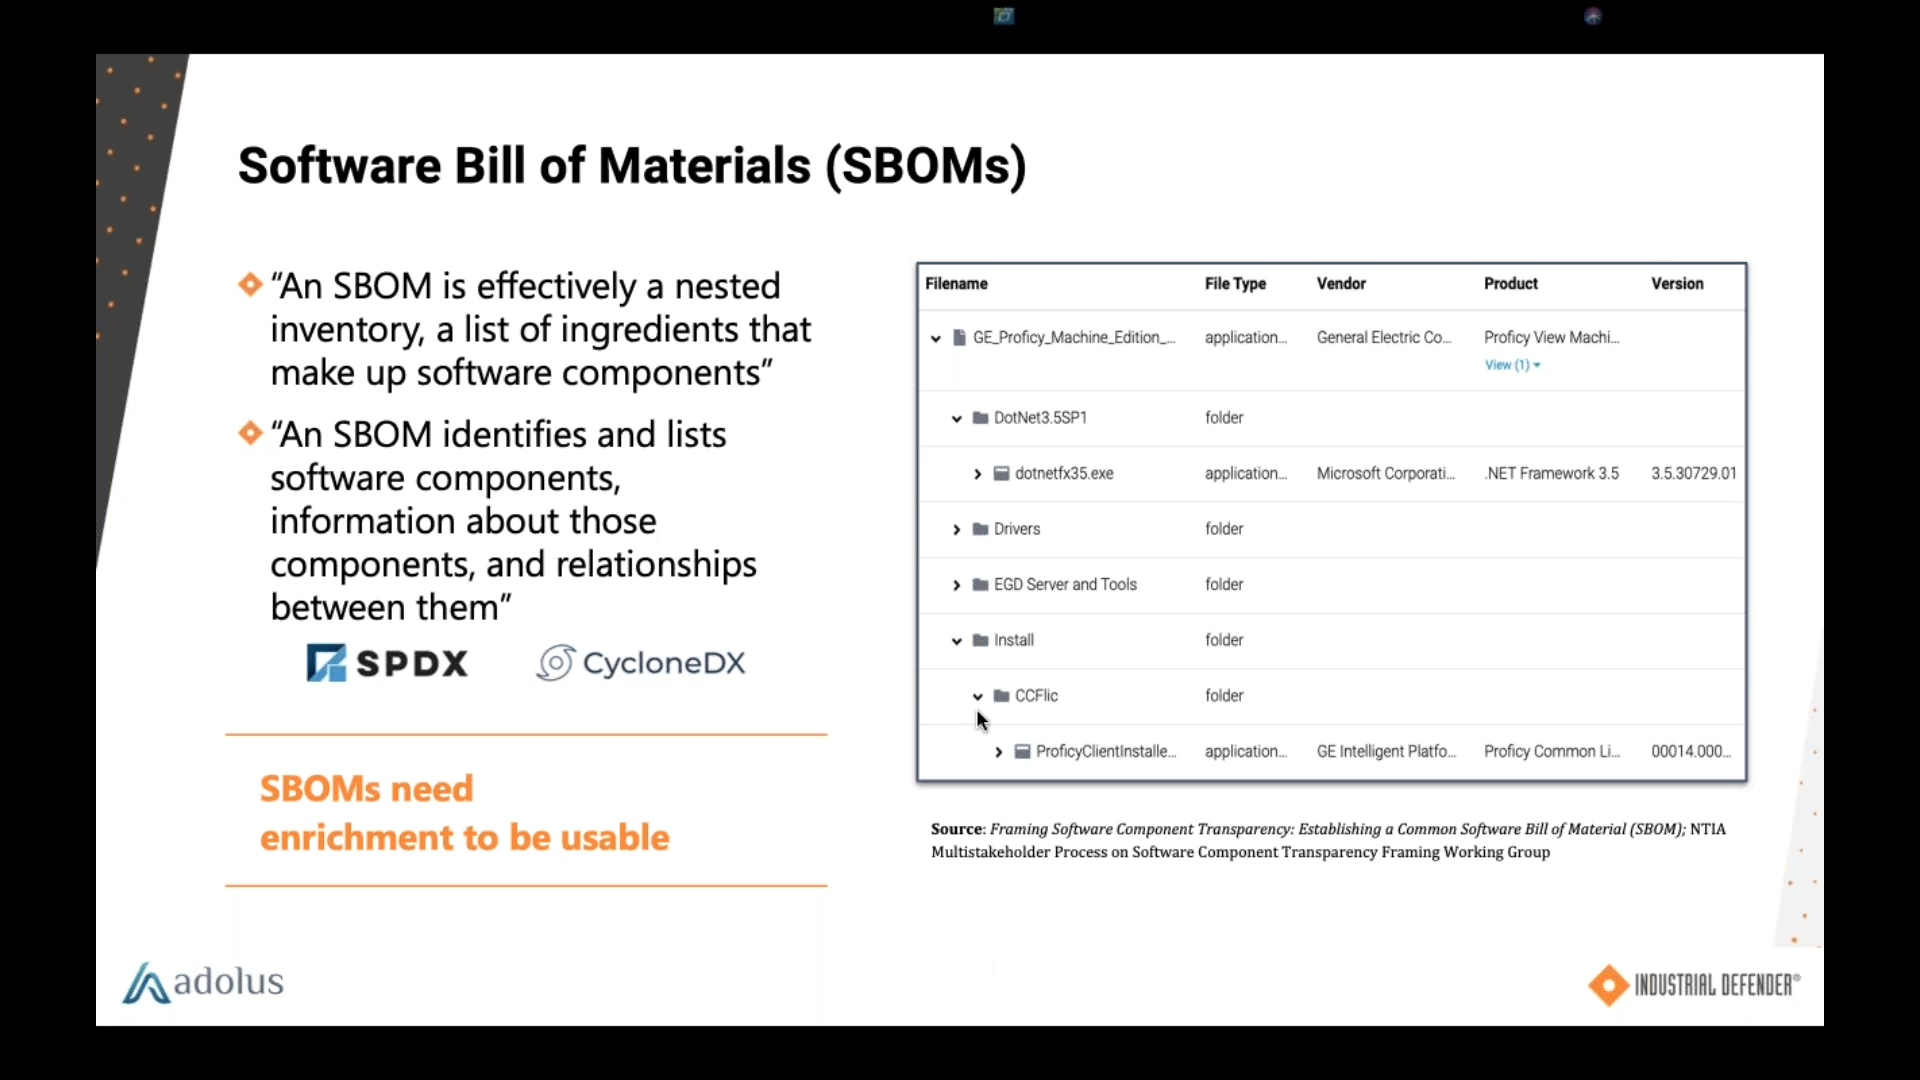 Software Bill of Materials (SBOMs)
“An SBOM is effectively a nested
inventory, a list of ingredients that
make up software components”
“An SBOM identifies and lists
software components,
information about those
components, and relationships
between them”
SPDX
CycloneDX
SBOMs need
enrichment to be usable
Filename File Type Vendor Product Version
GE_Proficy_Machine_Edition_... application... General Electric Co... Proficy View Machi...
View (1)
DotNet3.5SP1 folder
dotnetfx35.exe application... Microsoft Corporati... .NET Framework 3.5 3.5.30729.01
Drivers folder
EGD Server and Tools folder
Install folder
CCFlic folder
ProficyClientInstalle... application... GE Intelligent Platfo... Proficy Common Li... 00014.000...
Source: Framing Software Component Transparency: Establishing a Common Software Bill of Material (SBOM); NTIA
Multistakeholder Process on Software Component Transparency Framing Working Group
adolus
INDUSTRIAL DEFENDER®